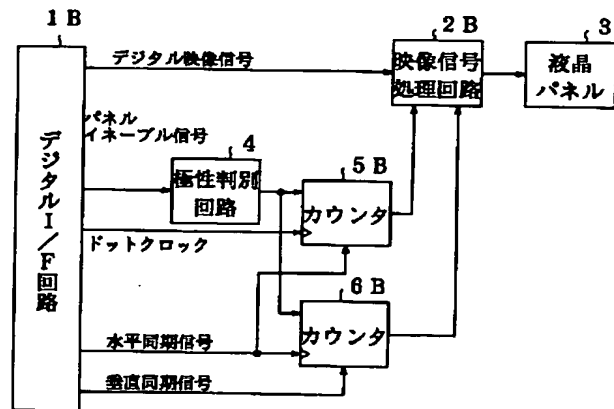 1B
デジタルI／F回路
デジタル映像信号
2B
映像信号
処理回路
3
液晶
パネル
パネル
イネーブル信号
4
極性判別
回路
5B
カウンタ
ドットクロック
6B
カウンタ
水平同期信号
垂直同期信号